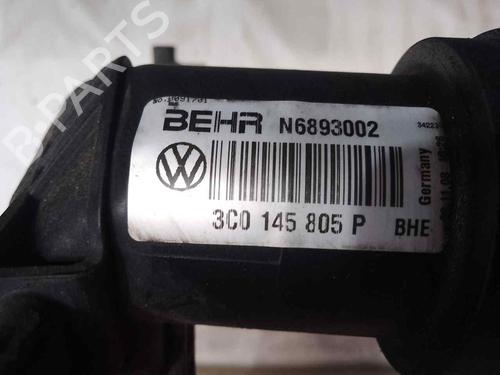 BEHR N6893002
3C0 145 805 P BHE
Germany
B-PARTS